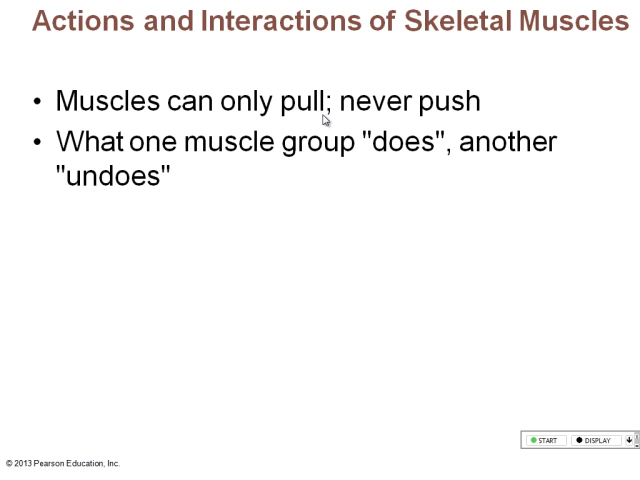 Actions and Interactions of Skeletal Muscles
• Muscles can only pull; never push
• What one muscle group "does", another
"undoes"
START DISPLAY
© 2013 Pearson Education, Inc.